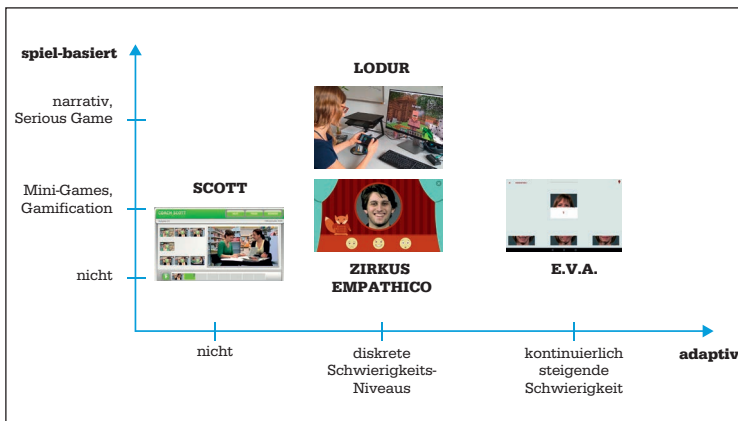 spiel-basiert
narrativ,
Serious Game
Mini-Games,
Gamification
nicht
LODUR
SCOTT
ZIRKUS
EMPATHICO
E.V.A.
nicht
diskrete
Schwierigkeits-
Niveaus
kontinuierlich
steigende
Schwierigkeit
adaptiv